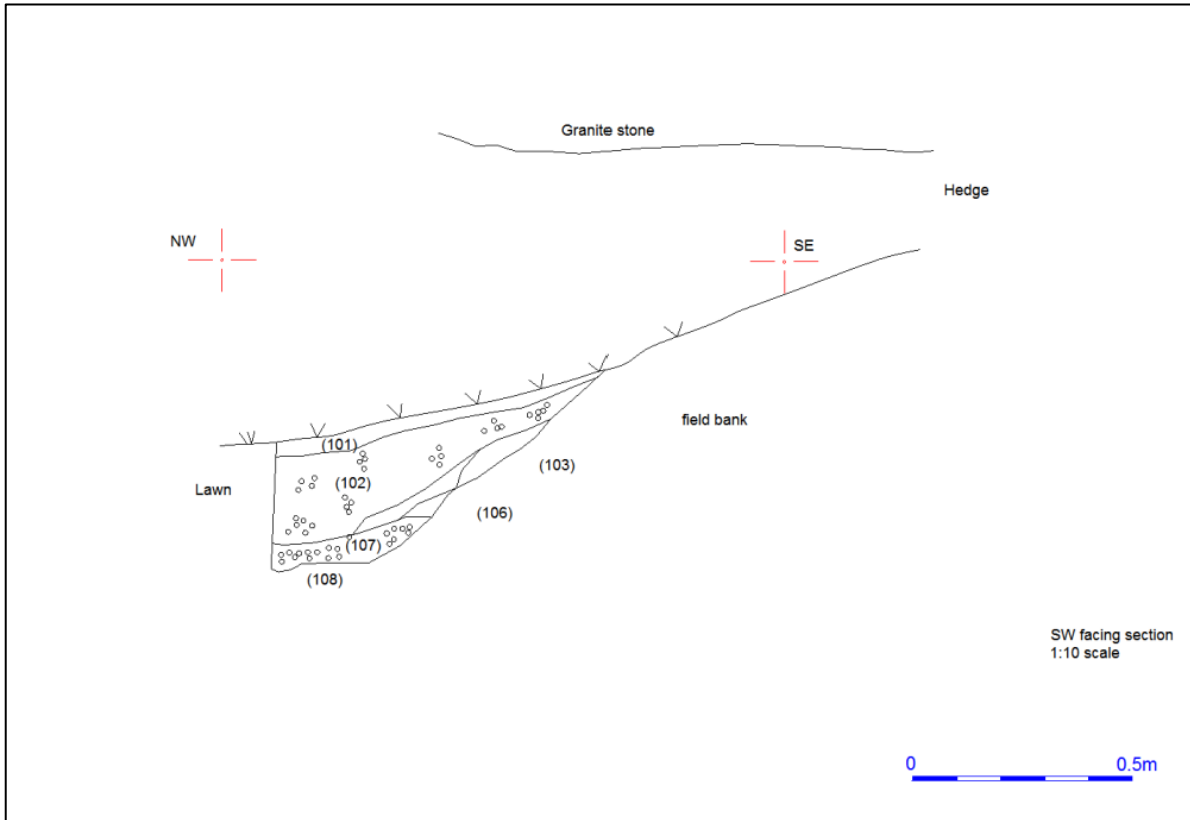 Granite stone
Hedge
NW
SE
field bank
(101)
(103)
(102)
Lawn
(106)
(107)
(108)
SW facing section
1:10 scale
0
0.5m